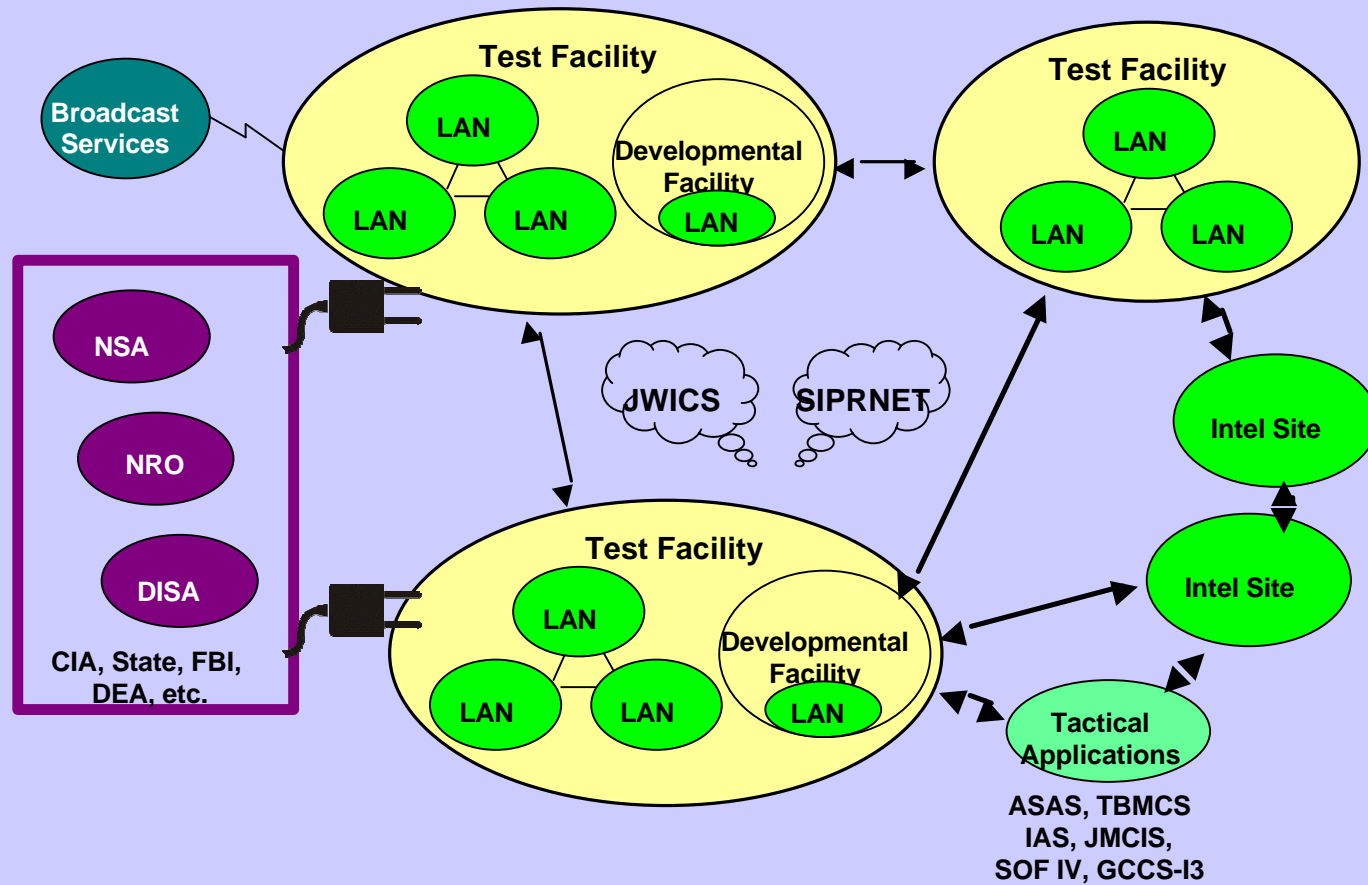 Test Facility
LAN
LAN
LAN
Developmental
Facility
LAN
Test Facility
LAN
LAN
LAN
Broadcast
Services
NSA
NRO
DISA
CIA, State, FBI,
DEA, etc.
JWICS
SIPRNET
Intel Site
Intel Site
Test Facility
LAN
LAN
LAN
Developmental
Facility
LAN
Tactical
Applications
ASAS, TBMCS
IAS, JMCIS,
SOF IV, GCCS-I3